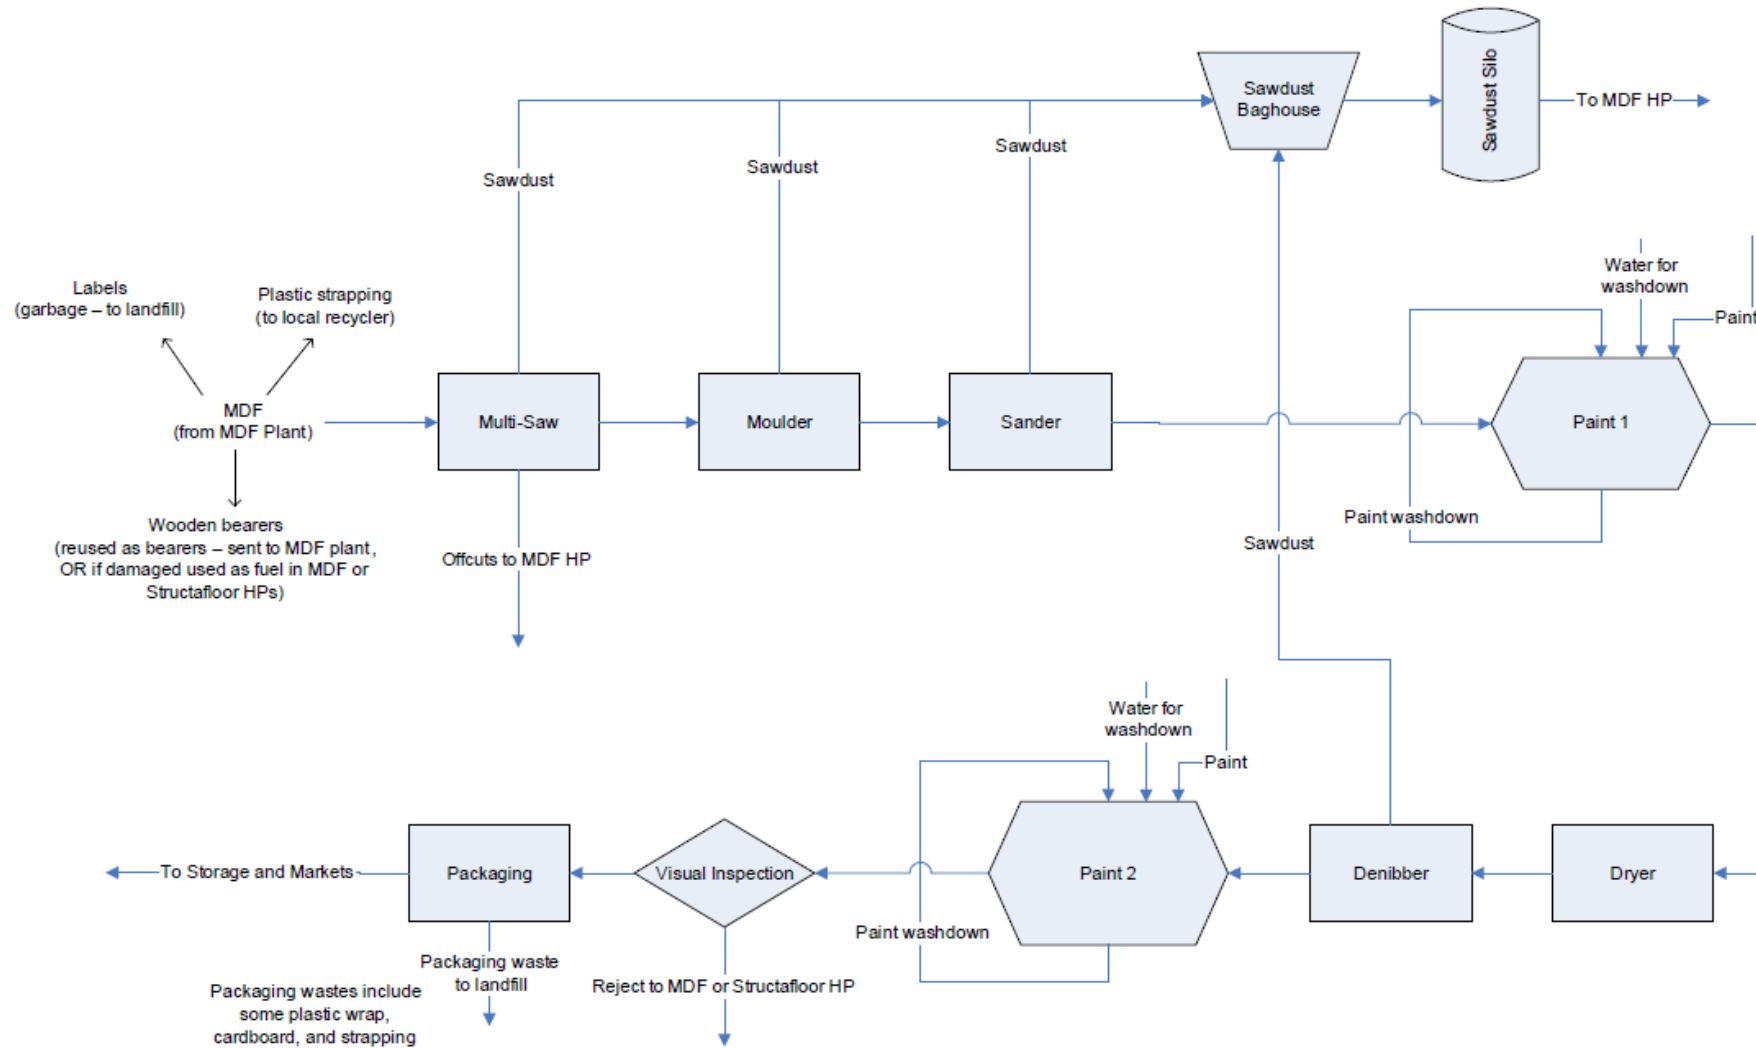 Sawdust
Baghouse
Sawdust Silo
To MDF HP
Sawdust
Sawdust
Sawdust
Labels
(garbage – to landfill)
Plastic strapping
(to local recycler)
Water for
washdown
Paint
MDF
(from MDF Plant)
Multi-Saw
Moulder
Sander
Paint 1
Wooden bearers
(reused as bearers – sent to MDF plant,
OR if damaged used as fuel in MDF or
Structafloor HPs)
Offcuts to MDF HP
Sawdust
Paint washdown
Water for
washdown
Paint
To Storage and Markets
Packaging
Visual Inspection
Paint 2
Denibber
Dryer
Paint washdown
Packaging waste
to landfill
Reject to MDF or Structafloor HP
Packaging wastes include
some plastic wrap,
cardboard, and strapping